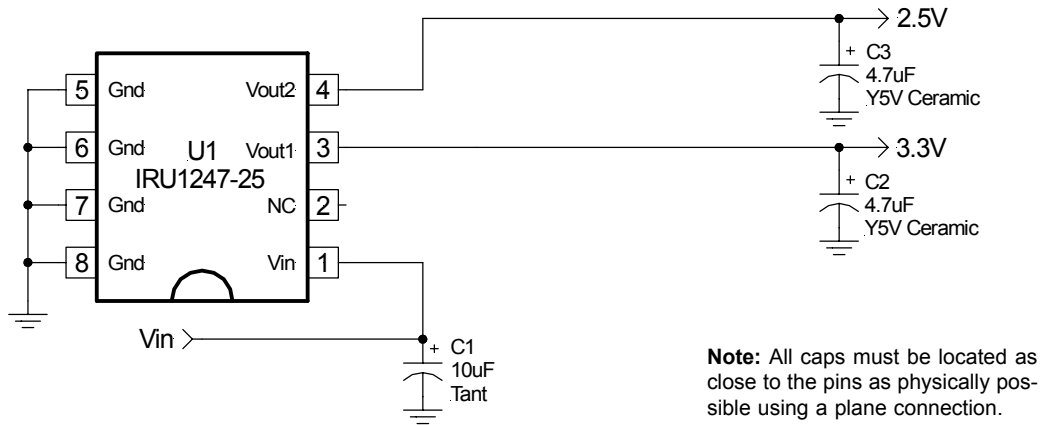 2.5V
+ C3
4.7uF
Y5V Ceramic
5 Gnd Vout2 4
6 Gnd U1 Vout1 3
IRU1247-25
3.3V
+ C2
4.7uF
Y5V Ceramic
7 Gnd NC 2
8 Gnd Vin 1
Vin
+ C1
10uF
Tant
Note: All caps must be located as
close to the pins as physically pos-
sible using a plane connection.